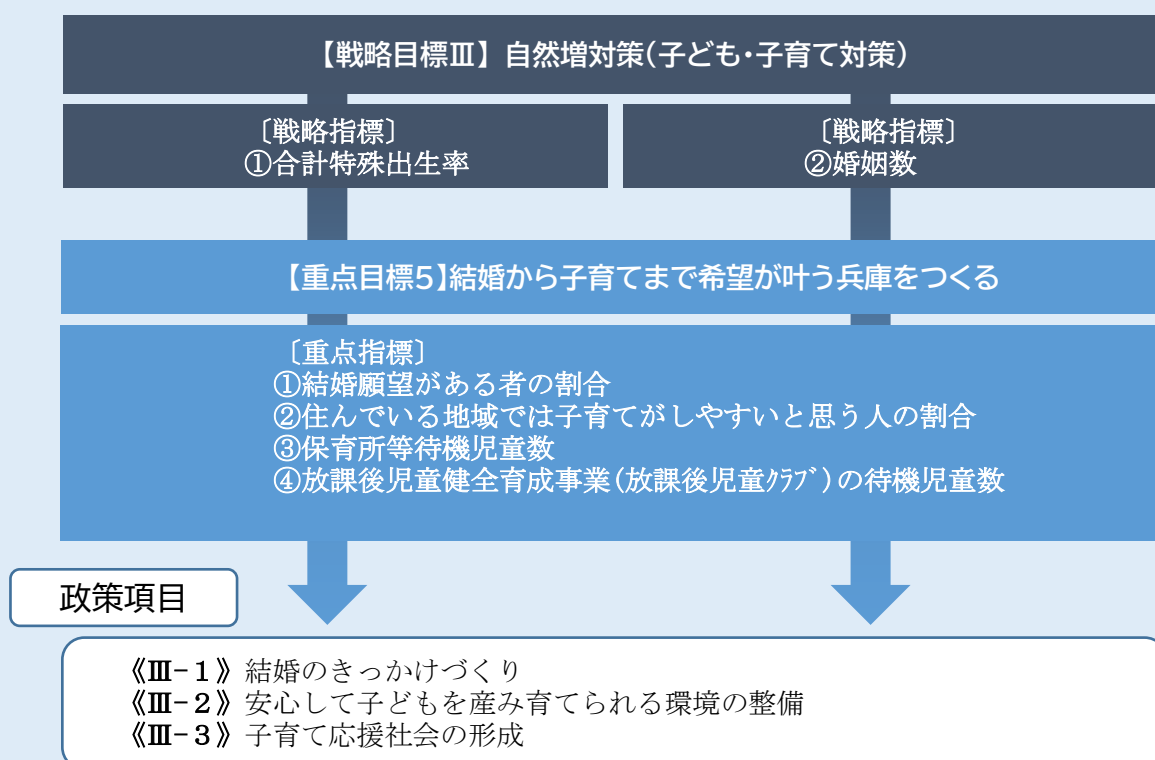 【戦略目標Ⅲ】自然増対策(子ども・子育て対策)
〔戦略指標〕
①合計特殊出生率
〔戦略指標〕
②婚姻数
【重点目標5】結婚から子育てまで希望が叶う兵庫をつくる
〔重点指標〕
①結婚願望がある者の割合
②住んでいる地域では子育てがしやすいと思う人の割合
③保育所等待機児童数
④放課後児童健全育成事業(放課後児童ｸﾗﾌﾞ)の待機児童数
政策項目
《Ⅲ-１》結婚のきっかけづくり
《Ⅲ-２》安心して子どもを産み育てられる環境の整備
《Ⅲ-３》子育て応援社会の形成